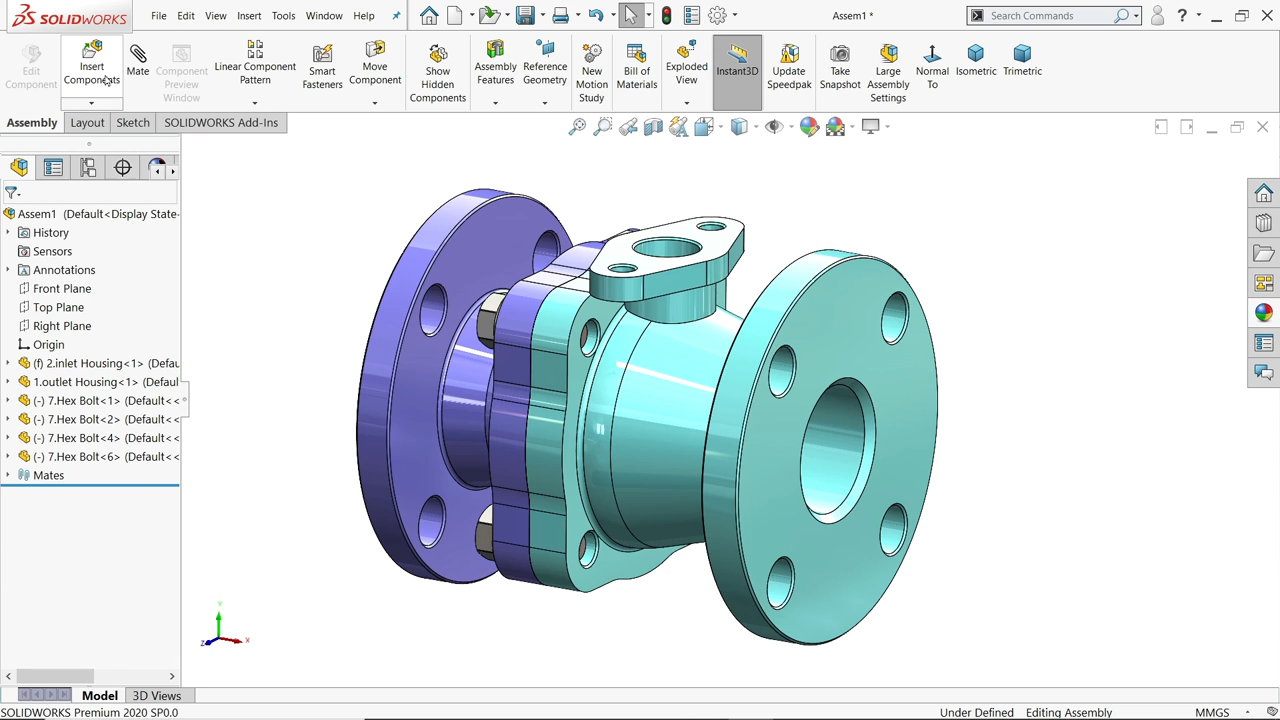 SOLIDWORKS
File Edit View Insert Tools Window Help
Assem1 *
Search Commands
?
Edit Component
Insert Components
Mate
Component Preview Window
Linear Component Pattern
Smart Fasteners
Move Component
Show Hidden Components
Assembly Features
Reference Geometry
New Motion Study
Bill of Materials
Exploded View
Instant3D
Update Speedpak
Take Snapshot
Large Assembly Settings
Normal To
Isometric
Trimetric
Assembly Layout Sketch SOLIDWORKS Add-Ins
Assem1 (Default<Display State-
History
Sensors
Annotations
Front Plane
Top Plane
Right Plane
Origin
(f) 2.inlet Housing<1> (Defau
1.outlet Housing<1> (Defaul
(-) 7.Hex Bolt<1> (Default<<
(-) 7.Hex Bolt<2> (Default<<
(-) 7.Hex Bolt<4> (Default<<
(-) 7.Hex Bolt<6> (Default<<
Mates
Y
Z X
Model 3D Views
SOLIDWORKS Premium 2020 SP0.0
Under Defined Editing Assembly MMGS